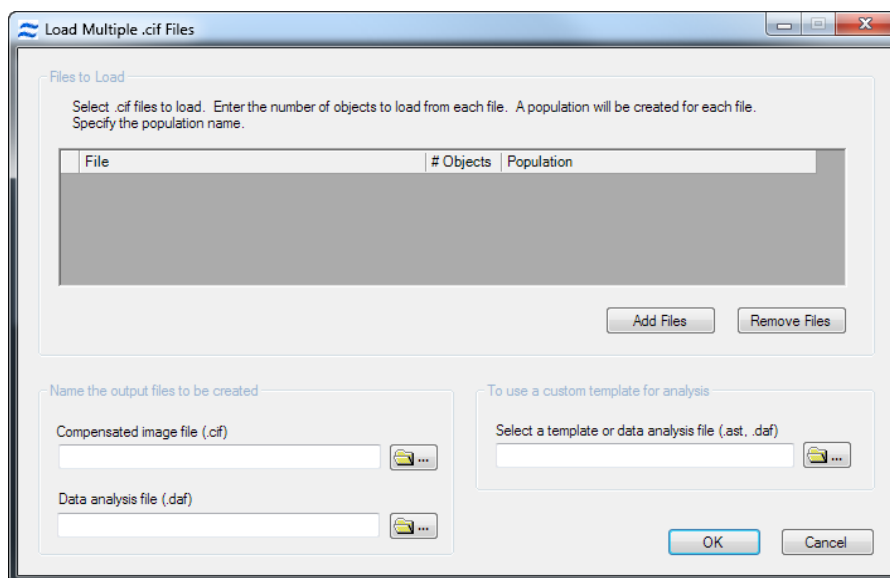 Load Multiple .cif Files
Files to Load
Select .cif files to load.  Enter the number of objects to load from each file.  A population will be created for each file.
Specify the population name.
File # Objects Population
Add Files Remove Files
Name the output files to be created
To use a custom template for analysis
Compensated image file (.cif)
Select a template or data analysis file (.ast, .daf)
...
...
Data analysis file (.daf)
...
OK Cancel